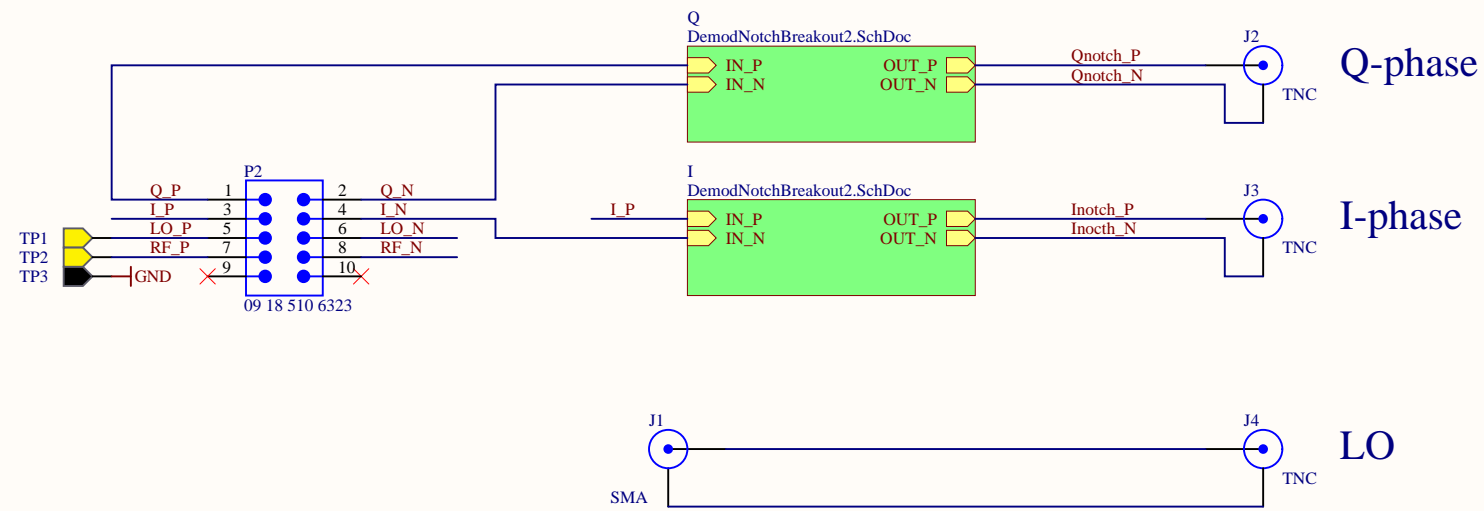 Q
DemodNotchBreakout2.SchDoc
IN_P
OUT_P
IN_N
OUT_N
Qnotch_P
Qnotch_N
J2
TNC
Q-phase
P2
Q_P
1
2
Q_N
I_P
3
4
I_N
LO_P
5
6
LO_N
RF_P
7
8
RF_N
9
10
TP1
TP2
TP3
GND
09 18 510 6323
I
DemodNotchBreakout2.SchDoc
I_P
IN_P
OUT_P
IN_N
OUT_N
Inotch_P
Inocth_N
J3
TNC
I-phase
J1
SMA
J4
TNC
LO